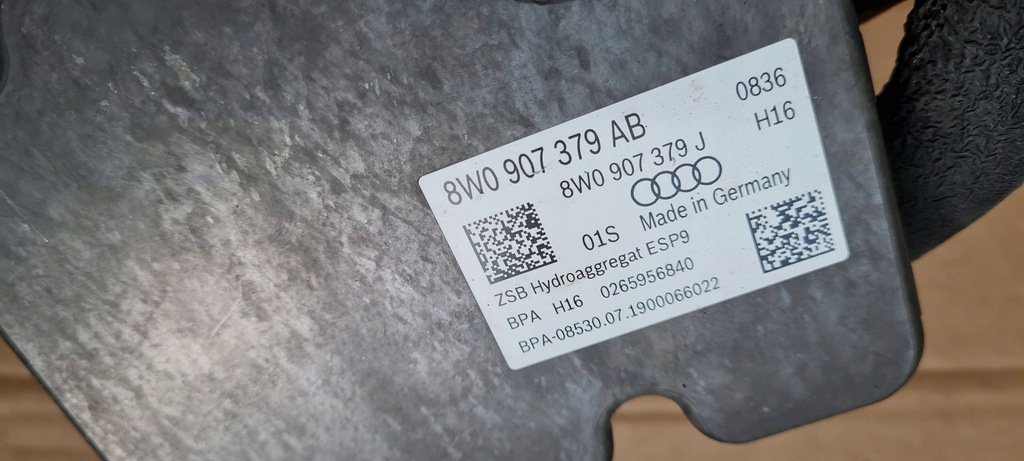 8W0 907 379 AB 0836
8W0 907 379 J H16
01S Made in Germany
ZSB Hydroaggregat ESP9
BPA H16 0265956840
BPA-08530.07.1900066022